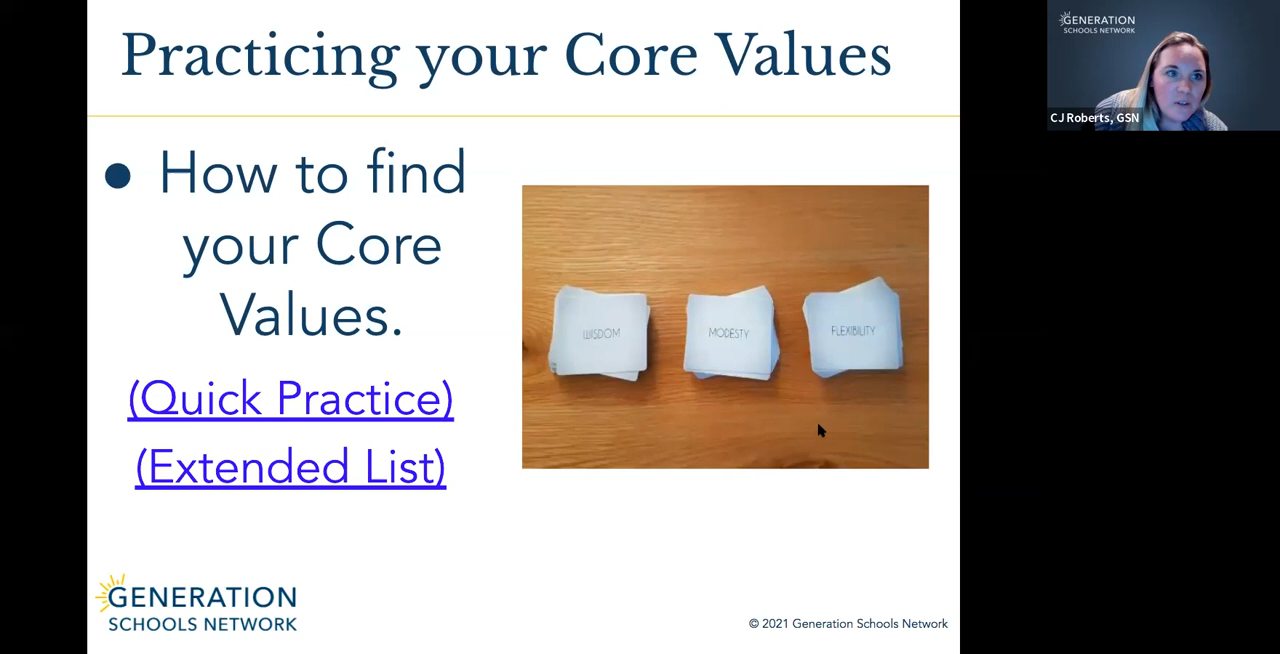 Practicing your Core Values
● How to find
your Core
Values.
(Quick Practice)
(Extended List)
WISDOM
MODESTY
FLEXIBILITY
GENERATION
SCHOOLS NETWORK
© 2021 Generation Schools Network
GENERATION
SCHOOLS NETWORK
CJ Roberts, GSN